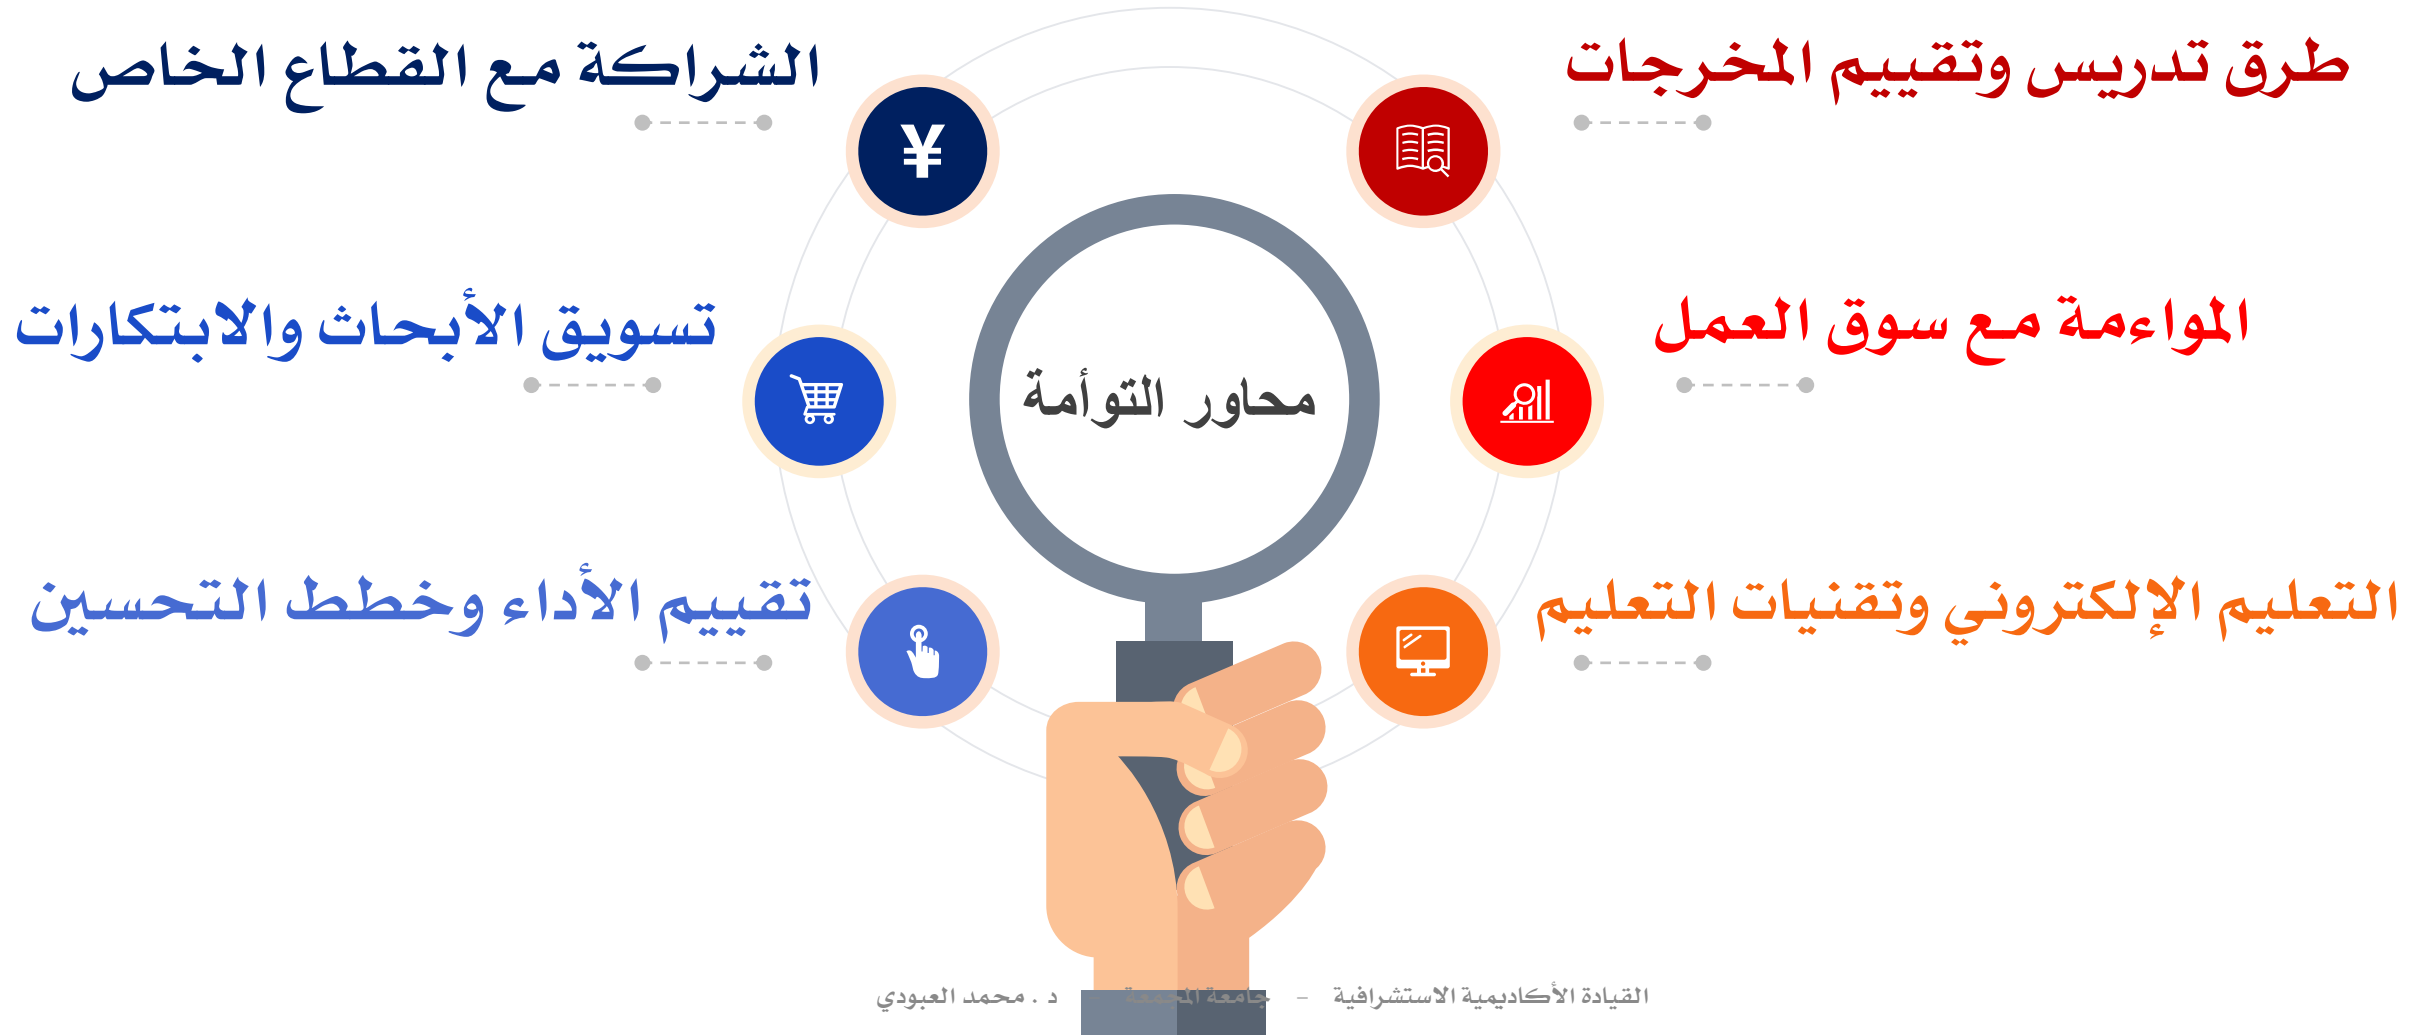 طرق تدريس وتقييم المخرجات
الشراكة مع القطاع الخاص
المواءمة مع سوق العمل
تسويق الأبحاث والابتكارات
محاور التوأمة
التعليم الإلكتروني وتقنيات التعليم
تقييم الأداء وخطط التحسين
القيادة الأكاديمية الاستشرافية - جامعة المجمعة - د . محمد العبودي